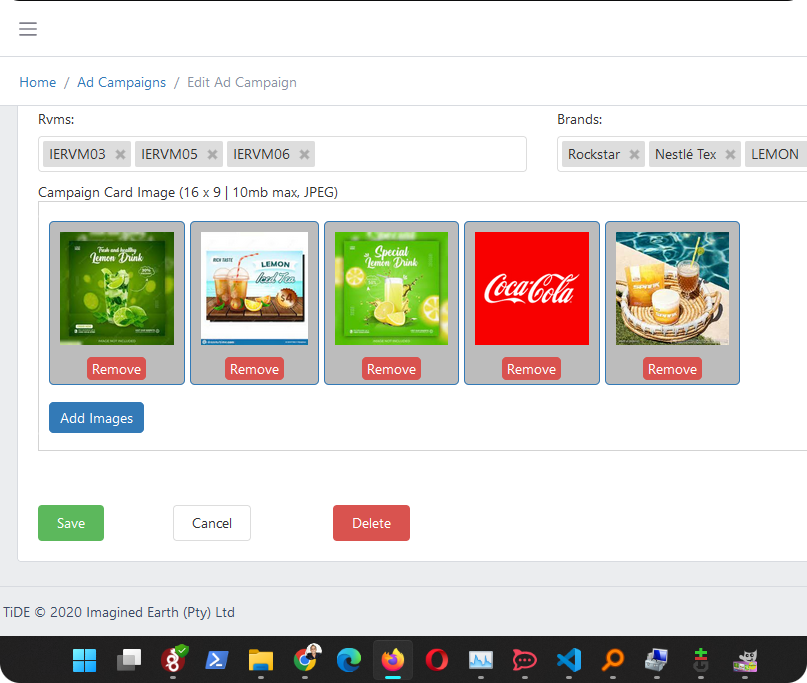 Home / Ad Campaigns / Edit Ad Campaign
Rvms:
Brands:
IERVM03 × IERVM05 × IERVM06 ×
Rockstar × Nestlé Tex × LEMON
Campaign Card Image (16 x 9 | 10mb max, JPEG)
Fresh and healthy
Lemon Drink
30%
RICH TASTE
LEMON
Iced Tea
$4
Special
Lemon Drink
Coca-Cola
Remove
Remove
Remove
Remove
Remove
Add Images
Save
Cancel
Delete
TiDE © 2020 Imagined Earth (Pty) Ltd